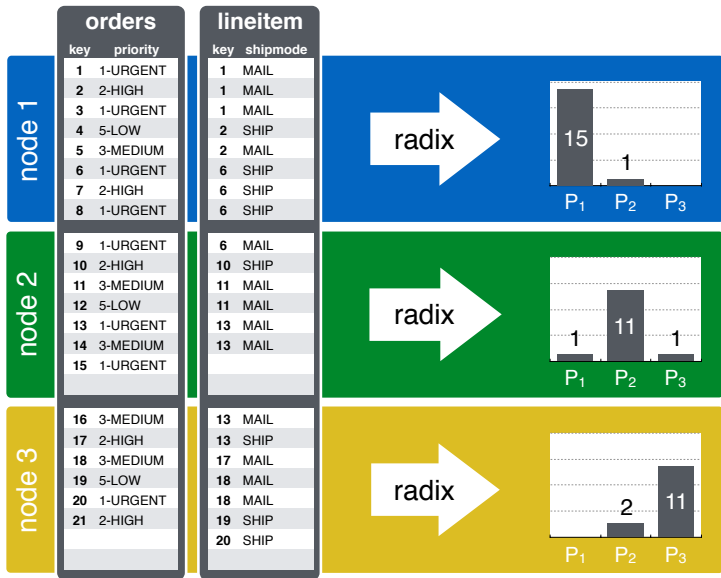 orders lineitem
key priority key shipmode
node 1
1 1-URGENT 1 MAIL
2 2-HIGH 1 MAIL
3 1-URGENT 1 MAIL
4 5-LOW 2 SHIP
5 3-MEDIUM 2 MAIL
6 1-URGENT 6 SHIP
7 2-HIGH 6 SHIP
8 1-URGENT 6 SHIP
radix
15 1
P1 P2 P3
node 2
9 1-URGENT 6 MAIL
10 2-HIGH 10 SHIP
11 3-MEDIUM 11 MAIL
12 5-LOW 11 MAIL
13 1-URGENT 13 MAIL
14 3-MEDIUM 13 MAIL
15 1-URGENT
radix
1 11 1
P1 P2 P3
node 3
16 3-MEDIUM 13 MAIL
17 2-HIGH 13 SHIP
18 3-MEDIUM 17 MAIL
19 5-LOW 18 MAIL
20 1-URGENT 18 MAIL
21 2-HIGH 19 SHIP
20 SHIP
radix
2 11
P1 P2 P3